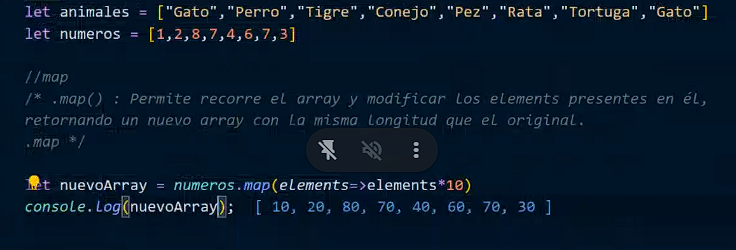 let animales = ["Gato","Perro","Tigre","Conejo","Pez","Rata","Tortuga","Gato"]
let numeros = [1,2,8,7,4,6,7,3]
//map
/* .map() : Permite recorre el array y modificar los elements presentes en él,
retornando un nuevo array con la misma longitud que el original.
.map */
let nuevoArray = numeros.map(elements=>elements*10)
console.log(nuevoArray); [ 10, 20, 80, 70, 40, 60, 70, 30 ]